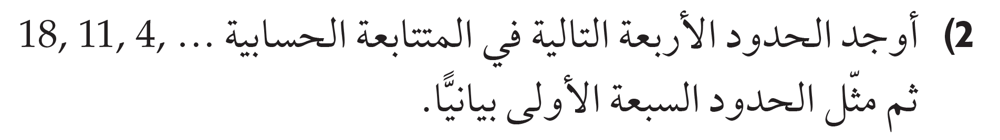 2) أوجد الحدود الأربعة التالية في المتتابعة الحسابية 18, 11, 4, ...
ثم مثّل الحدود السبعة الأولى بيانيًّا.